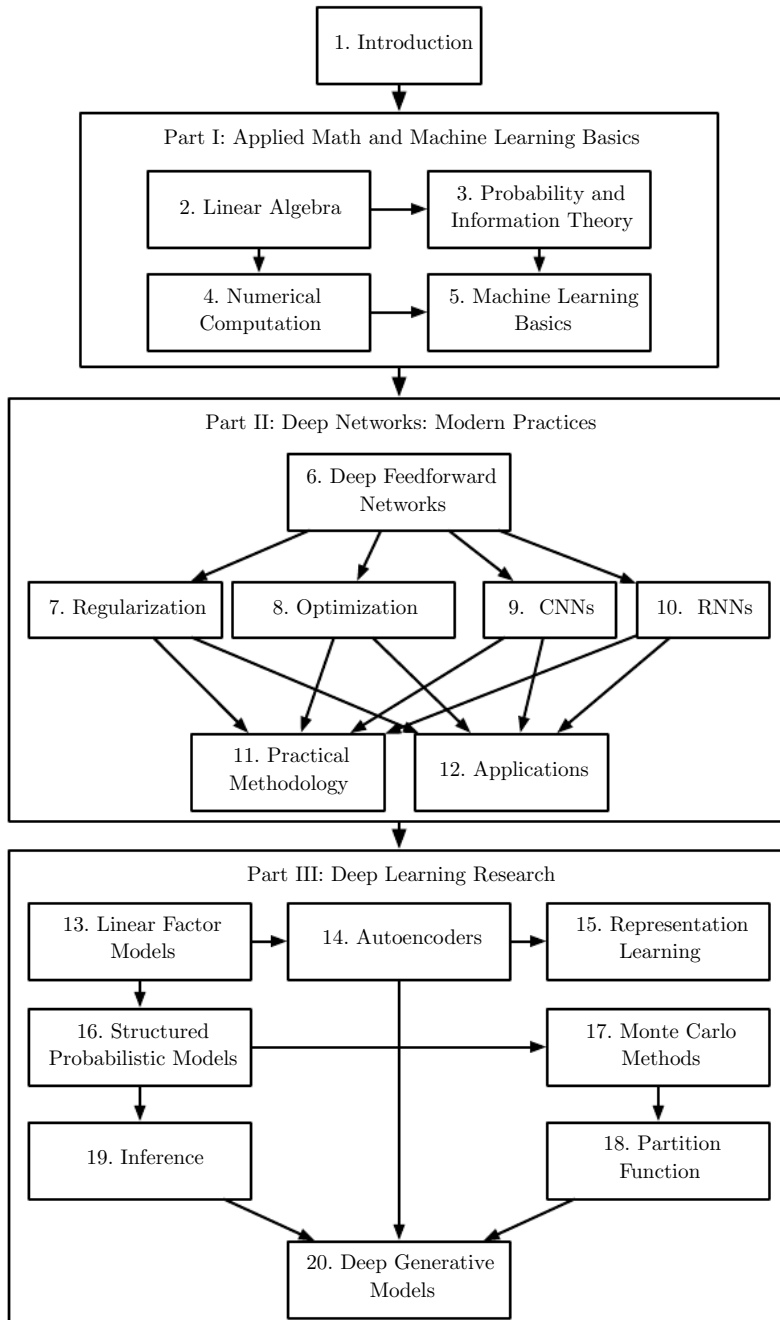 1. Introduction
Part I: Applied Math and Machine Learning Basics
2. Linear Algebra
3. Probability and
Information Theory
4. Numerical
Computation
5. Machine Learning
Basics
Part II: Deep Networks: Modern Practices
6. Deep Feedforward
Networks
7. Regularization
8. Optimization
9. CNNs
10. RNNs
11. Practical
Methodology
12. Applications
Part III: Deep Learning Research
13. Linear Factor
Models
14. Autoencoders
15. Representation
Learning
16. Structured
Probabilistic Models
17. Monte Carlo
Methods
19. Inference
18. Partition
Function
20. Deep Generative
Models